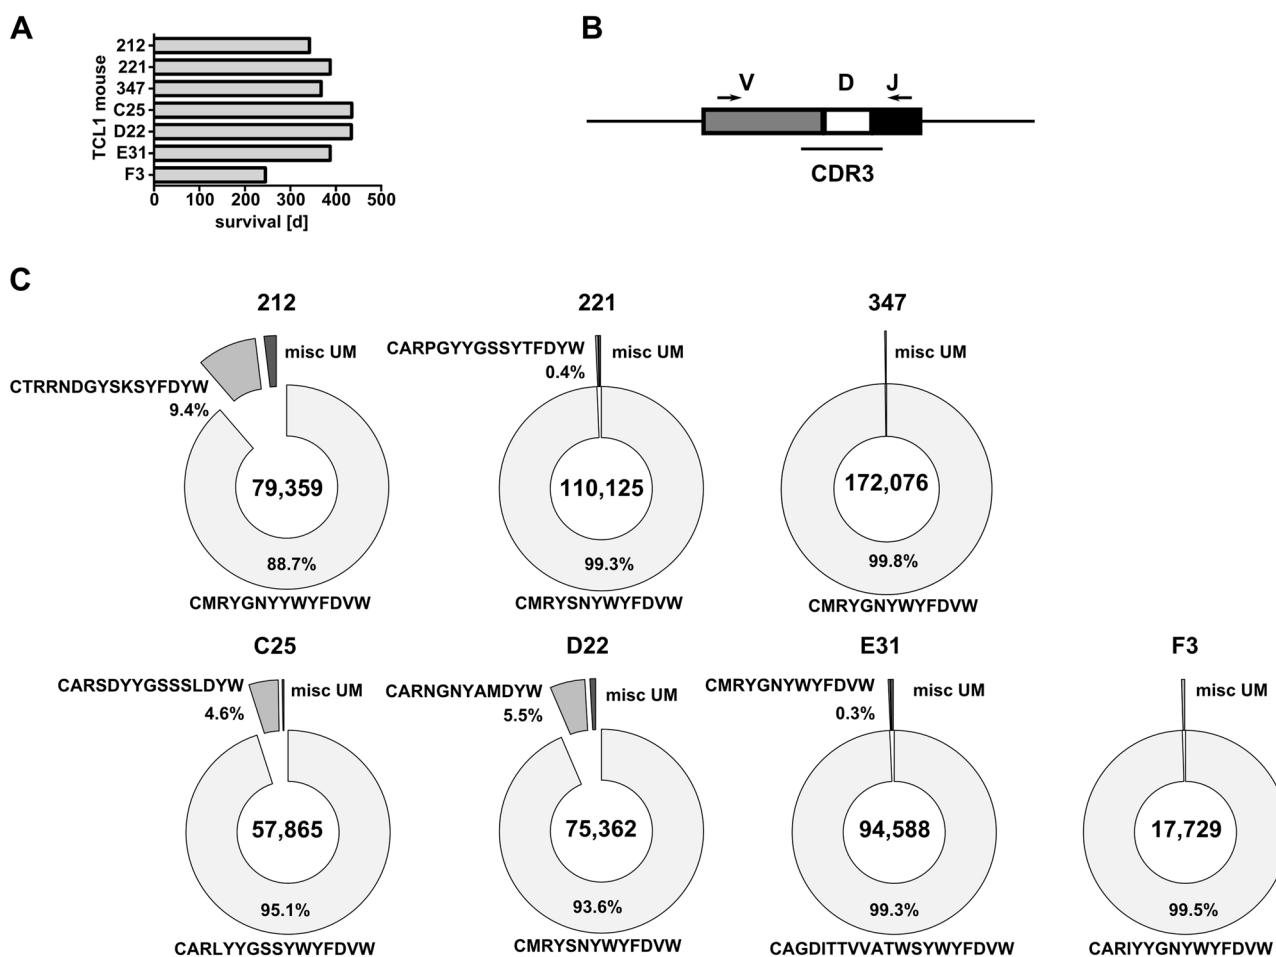 A
TCL1 mouse
212
221
347
C25
D22
E31
F3
0 100 200 300 400 500
survival [d]
B
V D J
CDR3
C
212
misc UM
CTRRNDGYSKSYFDYW
9.4%
79,359
88.7%
CMRYGNYYWYFDVW
221
CARPGYYGSSYTFDYW
misc UM
0.4%
110,125
99.3%
CMRYSNYWYFDVW
347
misc UM
172,076
99.8%
CMRYGNYWYFDVW
C25
CARSDYYGSSSLDYW
misc UM
4.6%
57,865
95.1%
CARLYYGSSYWYFDVW
D22
CARNGNYAMDYW
misc UM
5.5%
75,362
93.6%
CMRYSNYWYFDVW
E31
CMRYGNYWYFDVW
misc UM
0.3%
94,588
99.3%
CAGDITTVVATWSYWYFDVW
F3
misc UM
17,729
99.5%
CARIYYGNYWYFDVW